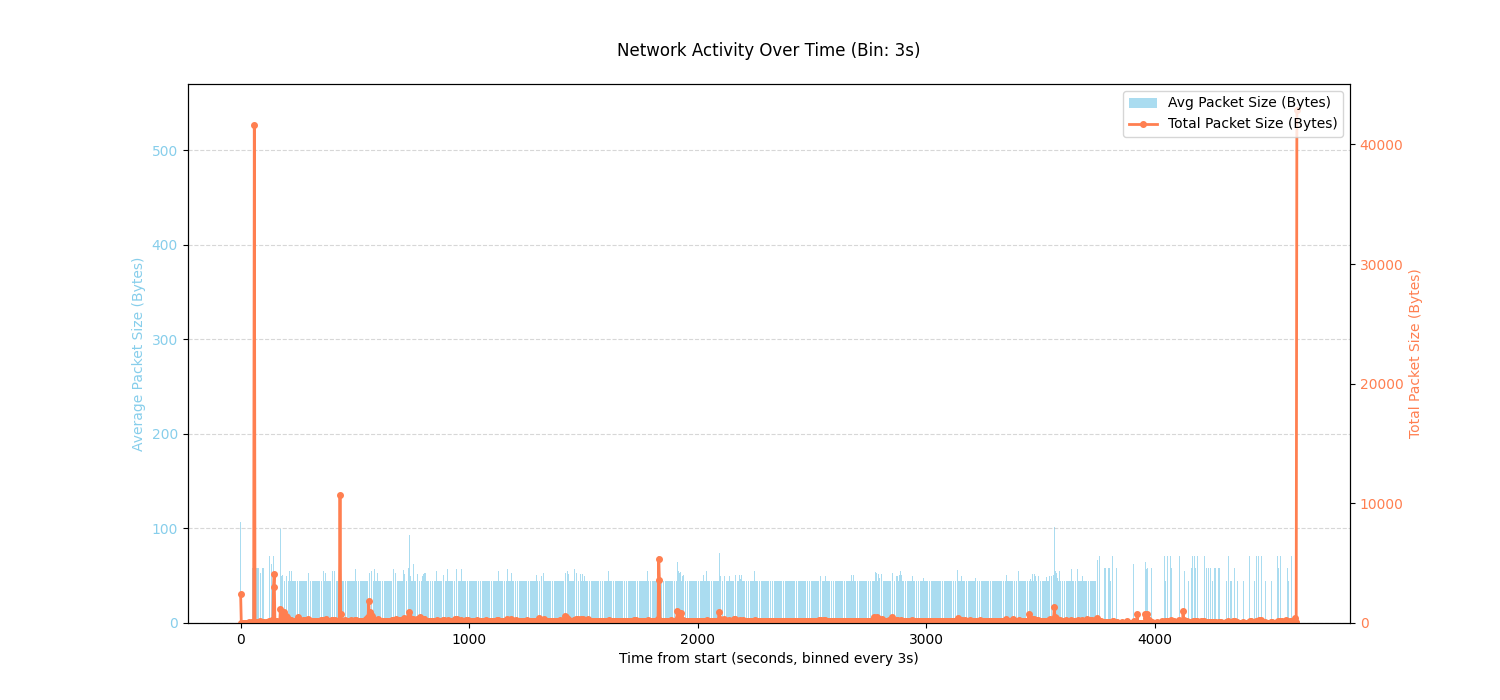 Network Activity Over Time (Bin: 3s)
Avg Packet Size (Bytes)
Total Packet Size (Bytes)
500
400
300
200
100
0
Average Packet Size (Bytes)
40000
30000
20000
10000
0
Total Packet Size (Bytes)
0 1000 2000 3000 4000
Time from start (seconds, binned every 3s)